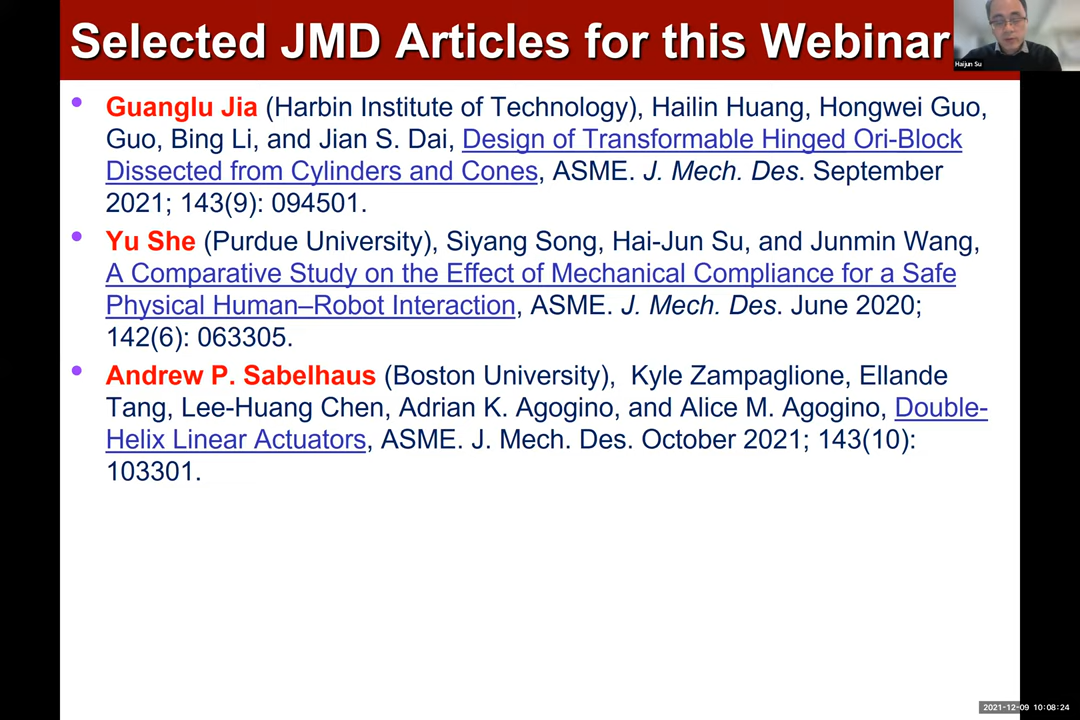 Selected JMD Articles for this Webinar
Haijun Su
• Guanglu Jia (Harbin Institute of Technology), Hailin Huang, Hongwei Guo,
Guo, Bing Li, and Jian S. Dai, Design of Transformable Hinged Ori-Block
Dissected from Cylinders and Cones, ASME. J. Mech. Des. September
2021; 143(9): 094501.
• Yu She (Purdue University), Siyang Song, Hai-Jun Su, and Junmin Wang,
A Comparative Study on the Effect of Mechanical Compliance for a Safe
Physical Human–Robot Interaction, ASME. J. Mech. Des. June 2020;
142(6): 063305.
• Andrew P. Sabelhaus (Boston University),  Kyle Zampaglione, Ellande
Tang, Lee-Huang Chen, Adrian K. Agogino, and Alice M. Agogino, Double-
Helix Linear Actuators, ASME. J. Mech. Des. October 2021; 143(10):
103301.
2021-12-09 10:08:24